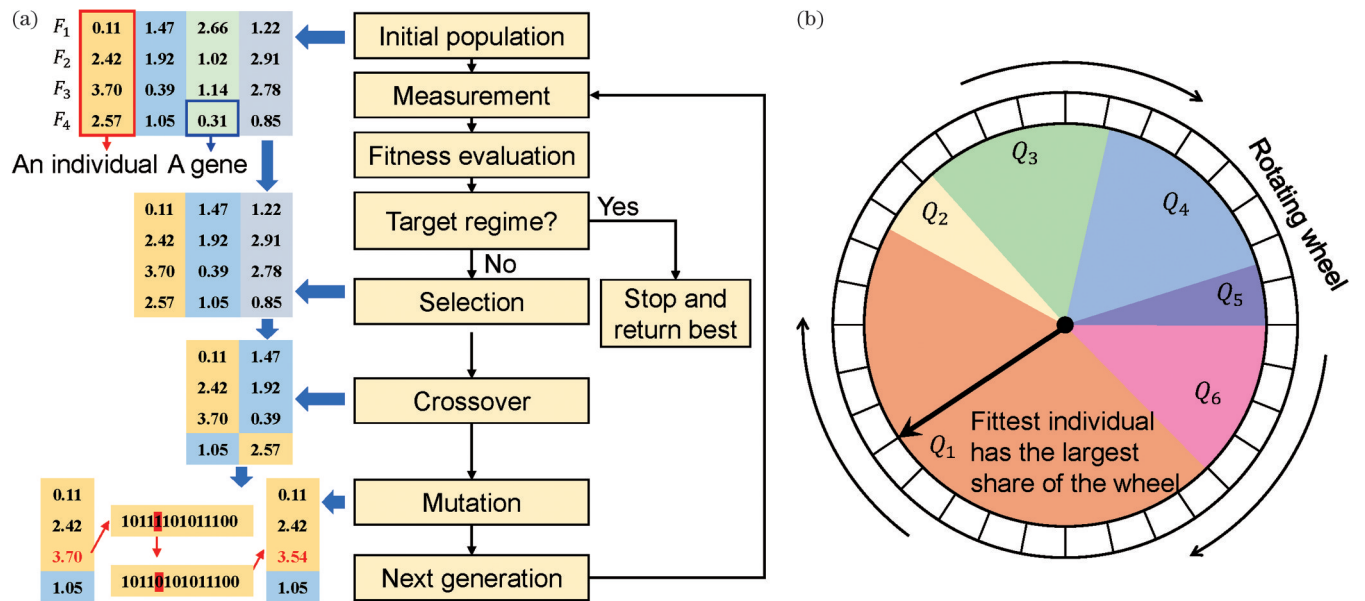 (a)
F₁ 0.11 1.47 2.66 1.22
F₂ 2.42 1.92 1.02 2.91
F₃ 3.70 0.39 1.14 2.78
F₄ 2.57 1.05 0.31 0.85
An individual A gene
0.11 1.47 1.22
2.42 1.92 2.91
3.70 0.39 2.78
2.57 1.05 0.85
0.11 1.47
2.42 1.92
3.70 0.39
1.05 2.57
0.11
2.42
3.70
1.05
10111101011100
10110101011100
0.11
2.42
3.54
1.05
Initial population
Measurement
Fitness evaluation
Target regime?
Yes
No
Selection
Stop and
return best
Crossover
Mutation
Next generation
(b)
Rotating wheel
Q₃
Q₂
Q₄
Q₅
Q₆
Q₁
Fittest individual
has the largest
share of the wheel